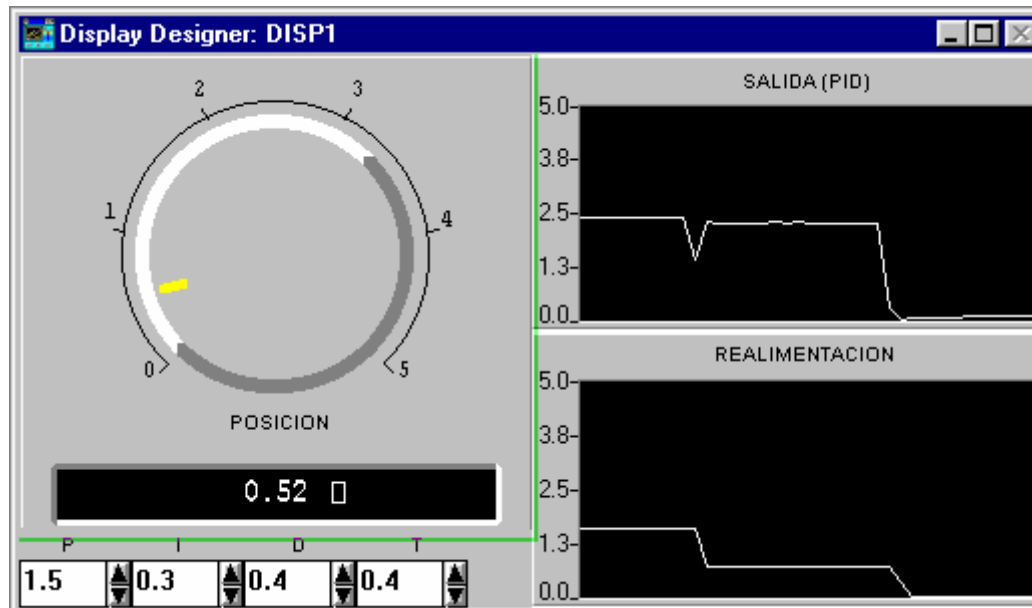 Display Designer: DISP1
2
3
1
4
0
5
POSICION
0.52
P I D T
1.5 0.3 0.4 0.4
SALIDA (PID)
5.0
3.8
2.5
1.3
0.0
REALIMENTACION
5.0
3.8
2.5
1.3
0.0